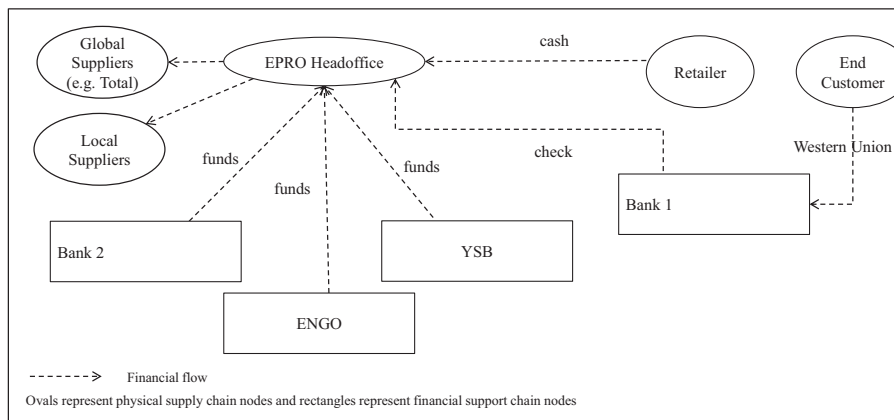 Global
Suppliers
(e.g. Total)
EPRO Headoffice
cash
Retailer
End
Customer
Local
Suppliers
funds
funds
funds
check
Western Union
Bank 1
Bank 2
YSB
ENGO
Financial flow
Ovals represent physical supply chain nodes and rectangles represent financial support chain nodes